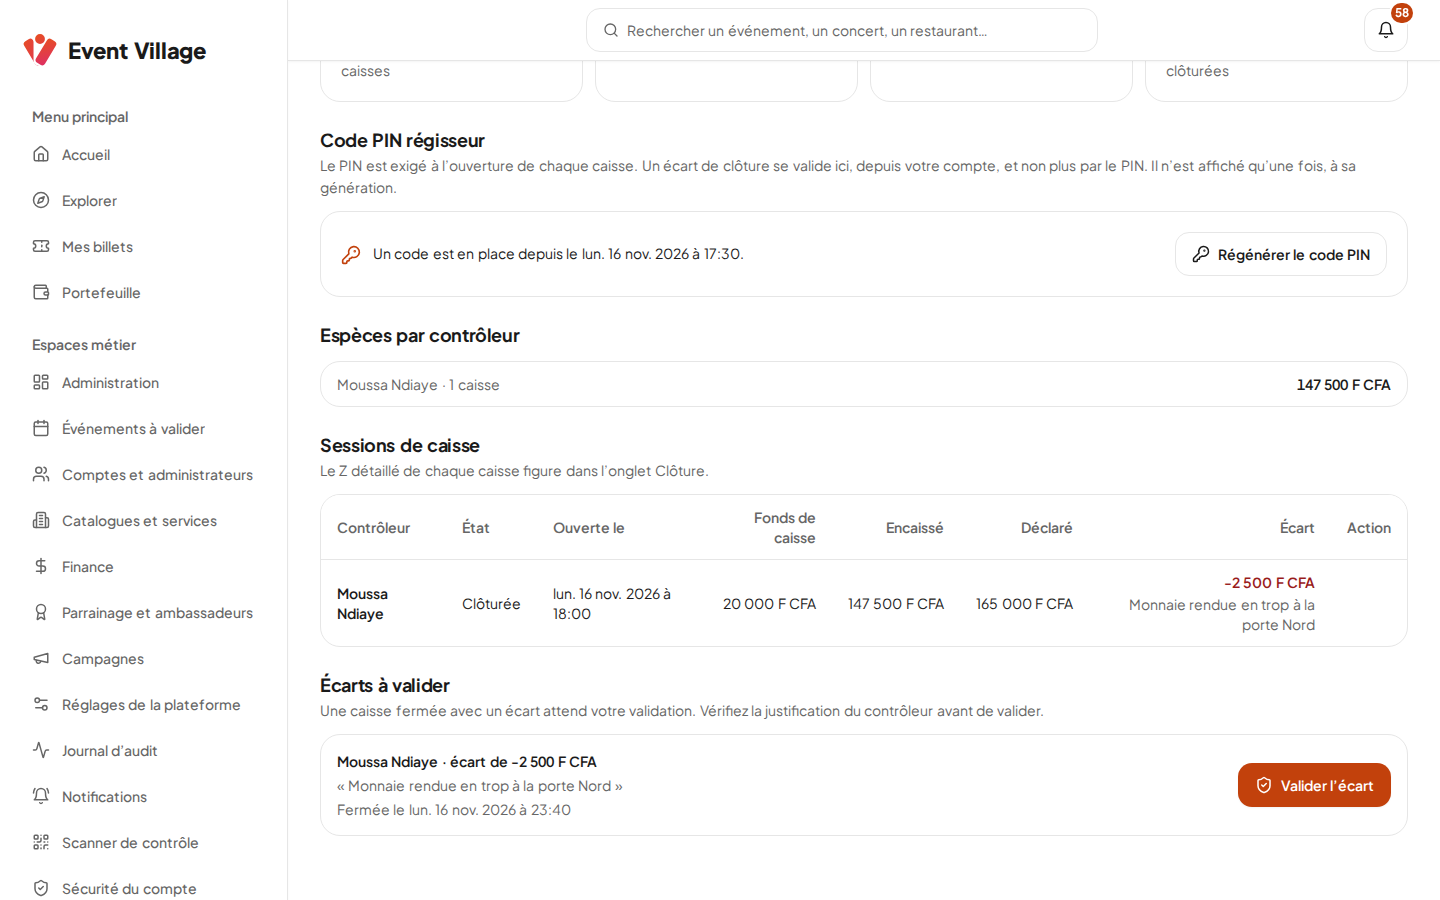 Event Village
Rechercher un événement, un concert, un restaurant...
58
Menu principal
Accueil
Explorer
Mes billets
Portefeuille
Espaces métier
Administration
Événements à valider
Comptes et administrateurs
Catalogues et services
Finance
Parrainage et ambassadeurs
Campagnes
Réglages de la plateforme
Journal d'audit
Notifications
Scanner de contrôle
Sécurité du compte
caisses
clôturées
Code PIN régisseur
Le PIN est exigé à l'ouverture de chaque caisse. Un écart de clôture se valide ici, depuis votre compte, et non plus par le PIN. Il n'est affiché qu'une fois, à sa
génération.
Un code est en place depuis le lun. 16 nov. 2026 à 17:30.
Régénérer le code PIN
Espèces par contrôleur
Moussa Ndiaye · 1 caisse
147 500 F CFA
Sessions de caisse
Le Z détaillé de chaque caisse figure dans l'onglet Clôture.
Contrôleur
État
Ouverte le
Fonds de
caisse
Encaissé
Déclaré
Écart
Action
Moussa
Ndiaye
Clôturée
lun. 16 nov. 2026 à
18:00
20 000 F CFA
147 500 F CFA
165 000 F CFA
-2 500 F CFA
Monnaie rendue en trop à la
porte Nord
Écarts à valider
Une caisse fermée avec un écart attend votre validation. Vérifiez la justification du contrôleur avant de valider.
Moussa Ndiaye · écart de -2 500 F CFA
« Monnaie rendue en trop à la porte Nord »
Fermée le lun. 16 nov. 2026 à 23:40
Valider l'écart